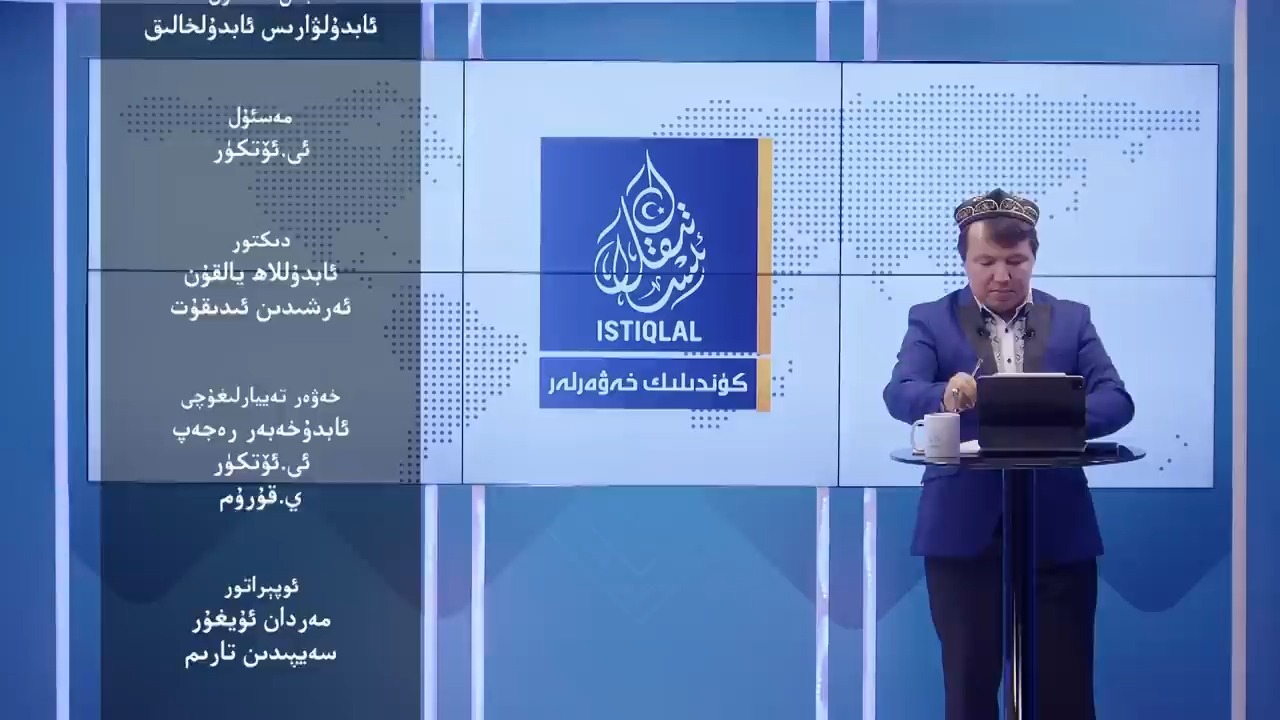 ئابدۇلۋارىس ئابدۇلخالىق
مەسئۇل
ئى.ئۆتكۈر
دىكتور
ئابدۇللاھ يالقۇن
ئەرشىدىن ئىدىقۇت
خەۋەر تەييارلىغۇچى
ئابدۇخەبەر رەجەپ
ئى.ئۆتكۈر
ي.قۇرۇم
ئوپېراتور
مەردان ئۇيغۇر
سەيپىدىن تارىم
ئىستىقلال
ISTIQLAL
كۈندىلىك خەۋەرلەر